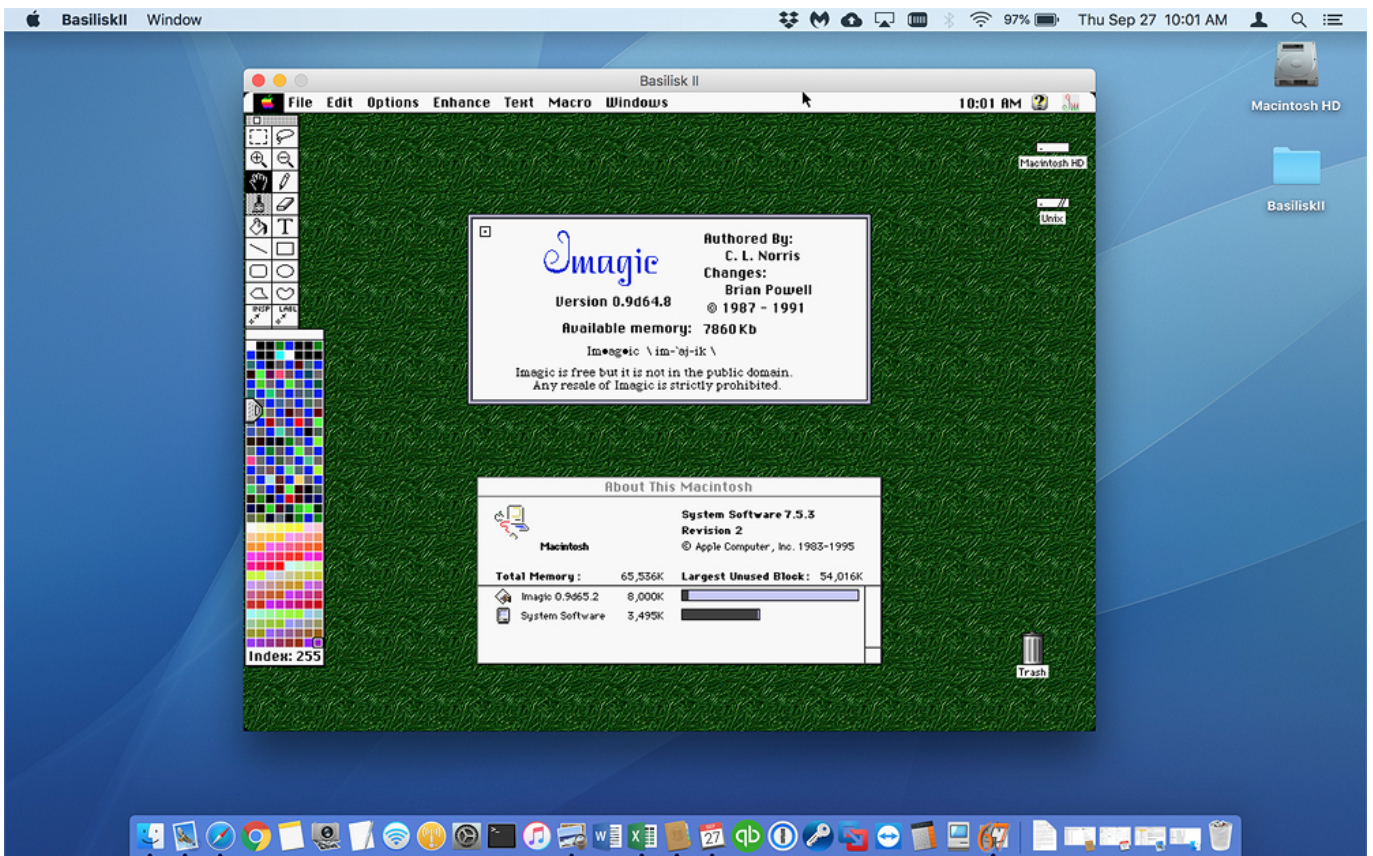 BasiliskII Window 97% Thu Sep 27 10:01 AM
Basilisk II
File Edit Options Enhance Text Macro Windows 10:01 AM
Macintosh HD
BasiliskII
Macintosh HD
Unix
T
INSP LABL
Imagic
Authored By:
C. L. Norris
Changes:
Brian Powell
© 1987 - 1991
Version 0.9d64.8
Available memory: 7860Kb
Im•ag•ic \ im-'aj-ik \
Imagic is free but it is not in the public domain.
Any resale of Imagic is strictly prohibited.
About This Macintosh
System Software 7.5.3
Revision 2
Macintosh © Apple Computer, Inc. 1983-1995
Total Memory : 65,536K Largest Unused Block : 54,016K
Imagic 0.9d65.2 8,000K
System Software 3,495K
Index: 255
Trash
27
qb